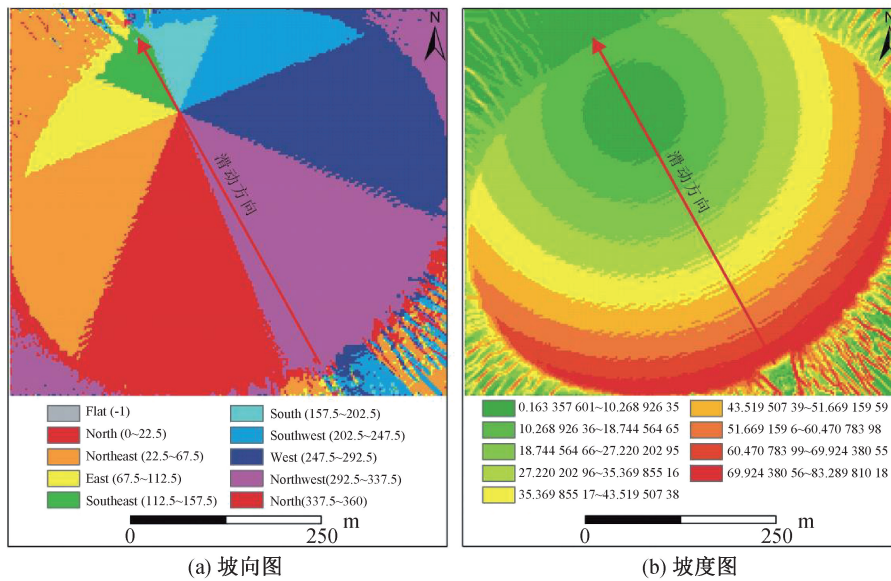 N
滑动方向
Flat (-1)
North (0~22.5)
Northeast (22.5~67.5)
East (67.5~112.5)
Southeast (112.5~157.5)
South (157.5~202.5)
Southwest (202.5~247.5)
West (247.5~292.5)
Northwest(292.5~337.5)
North(337.5~360)
0 250 m
(a) 坡向图
N
滑动方向
0.163 357 601~10.268 926 35
10.268 926 36~18.744 564 65
18.744 564 66~27.220 202 95
27.220 202 96~35.369 855 16
35.369 855 17~43.519 507 38
43.519 507 39~51.669 159 59
51.669 159 6~60.470 783 98
60.470 783 99~69.924 380 55
69.924 380 56~83.289 810 18
0 250 m
(b) 坡度图